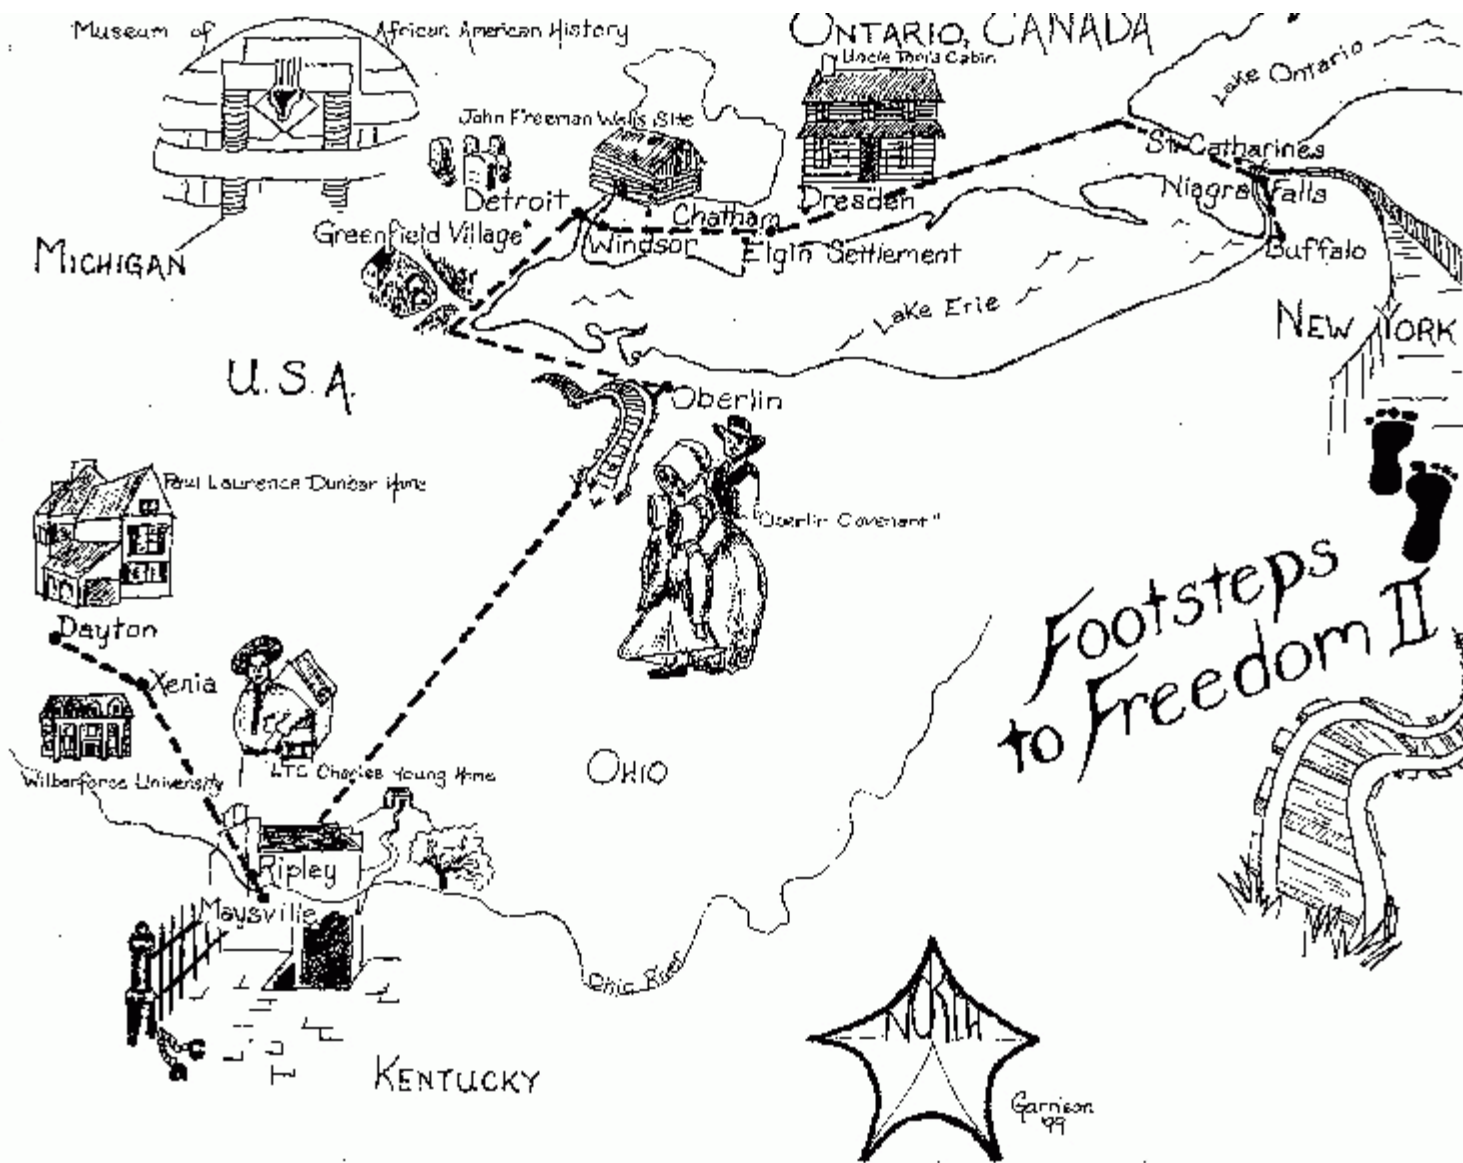 Museum of African American History
ONTARIO, CANADA
Uncle Tom's Cabin
Lake Ontario
John Freeman Walls Site
St. Catharines
Detroit
Chatham
Dresden
Niagra Falls
Greenfield Village
Windsor
Elgin Settlement
Buffalo
MICHIGAN
Lake Erie
NEW YORK
U.S.A.
Oberlin
Paul Laurence Dunbar Home
"Oberlin Covenant"
Footsteps
to Freedom II
Dayton
Xenia
OHIO
LTC Charles Young Home
Wilberforce University
Ripley
Maysville
Ohio River
NORTH
KENTUCKY
Garrison
'99